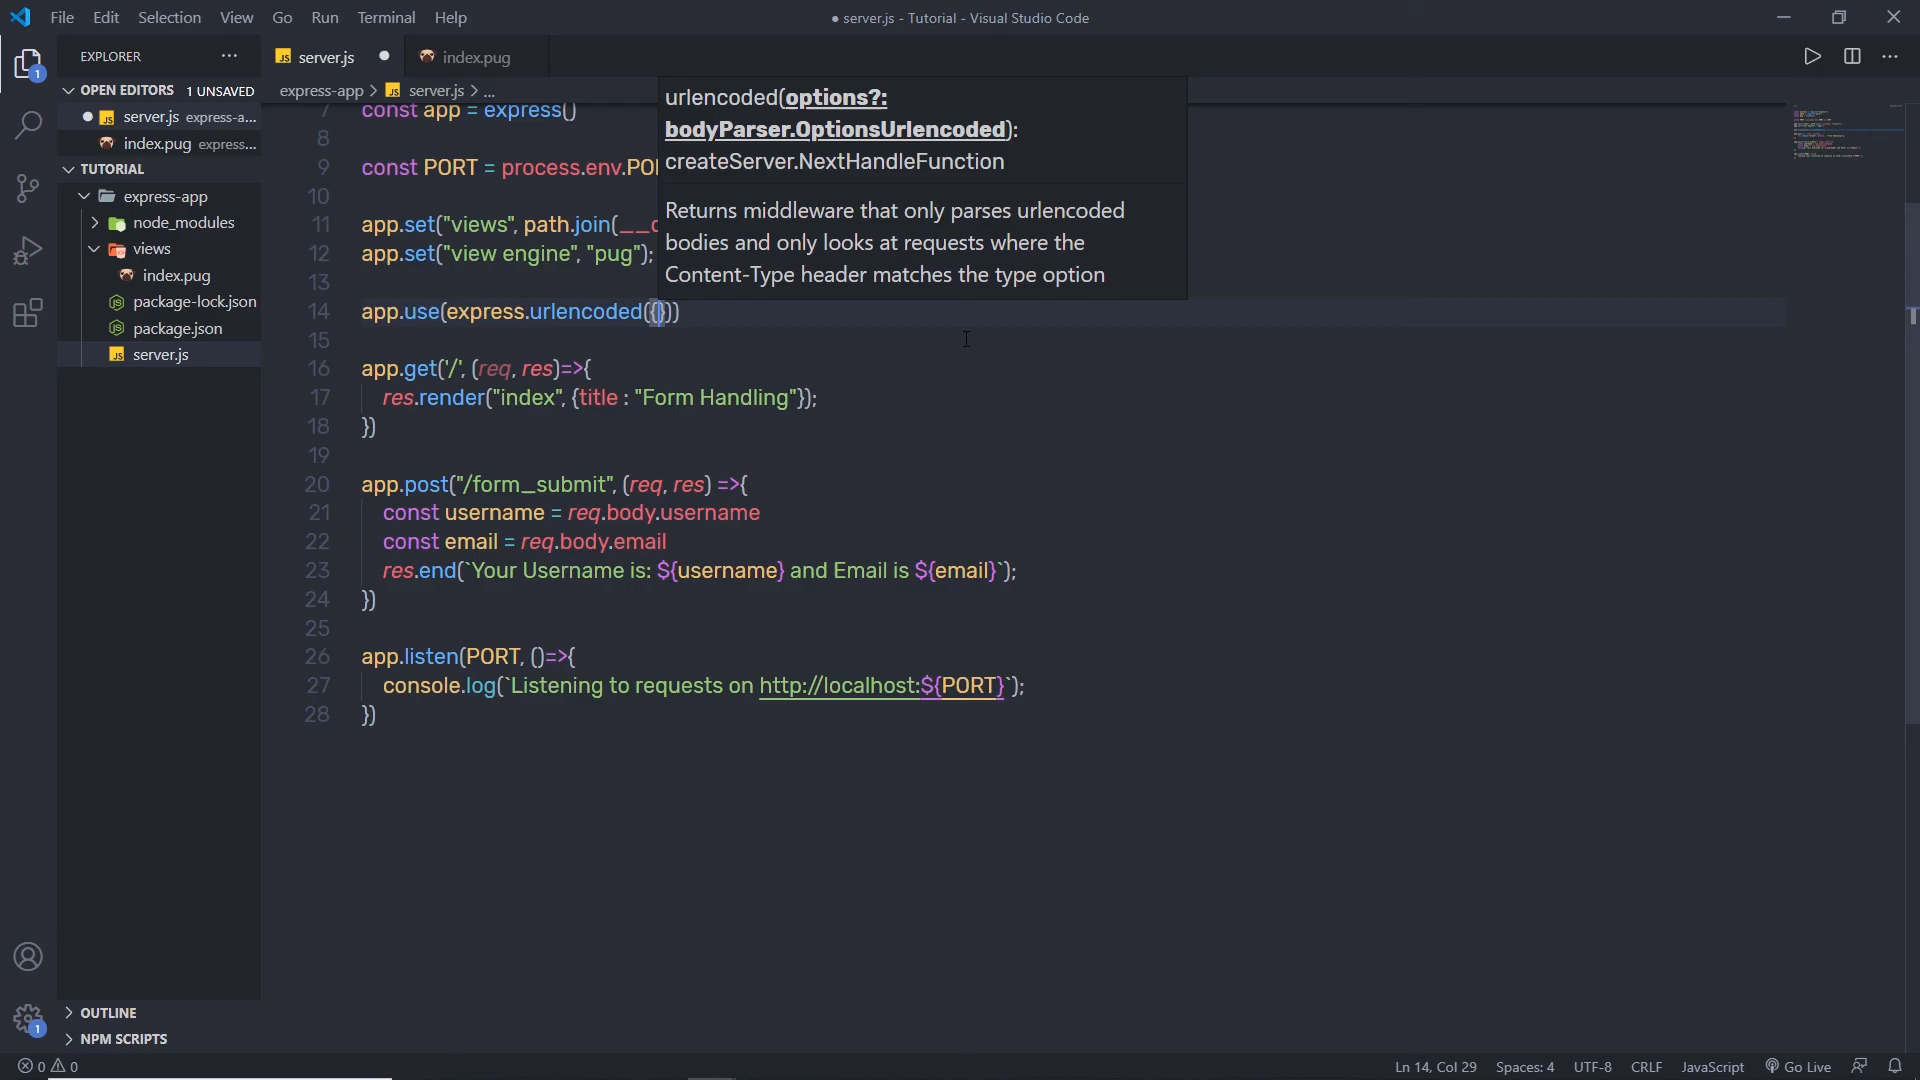 File Edit Selection View Go Run Terminal Help
● server.js - Tutorial - Visual Studio Code
EXPLORER
OPEN EDITORS 1 UNSAVED
server.js express-a...
index.pug express...
TUTORIAL
express-app
node_modules
views
index.pug
package-lock.json
package.json
server.js
OUTLINE
NPM SCRIPTS
1
1
server.js
index.pug
express-app > server.js > ...
urlencoded(options?:
bodyParser.OptionsUrlencoded):
createServer.NextHandleFunction
Returns middleware that only parses urlencoded
bodies and only looks at requests where the
Content-Type header matches the type option
7 const app = express()
8
9 const PORT = process.env.POR
10
11 app.set("views", path.join(__d
12 app.set("view engine", "pug");
13
14 app.use(express.urlencoded({}))
15
16 app.get('/', (req, res)=>{
17 res.render("index", {title : "Form Handling"});
18 })
19
20 app.post("/form_submit", (req, res) =>{
21 const username = req.body.username
22 const email = req.body.email
23 res.end(`Your Username is: ${username} and Email is ${email}`);
24 })
25
26 app.listen(PORT, ()=>{
27 console.log(`Listening to requests on http://localhost:${PORT}`);
28 })
0 0
Ln 14, Col 29 Spaces: 4 UTF-8 CRLF JavaScript Go Live